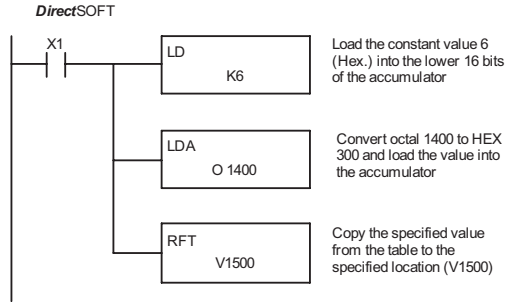 DirectSOFT
X1
LD
K6
Load the constant value 6
(Hex.) into the lower 16 bits
of the accumulator
LDA
O 1400
Convert octal 1400 to HEX
300 and load the value into
the accumulator
RFT
V1500
Copy the specified value
from the table to the
specified location (V1500)